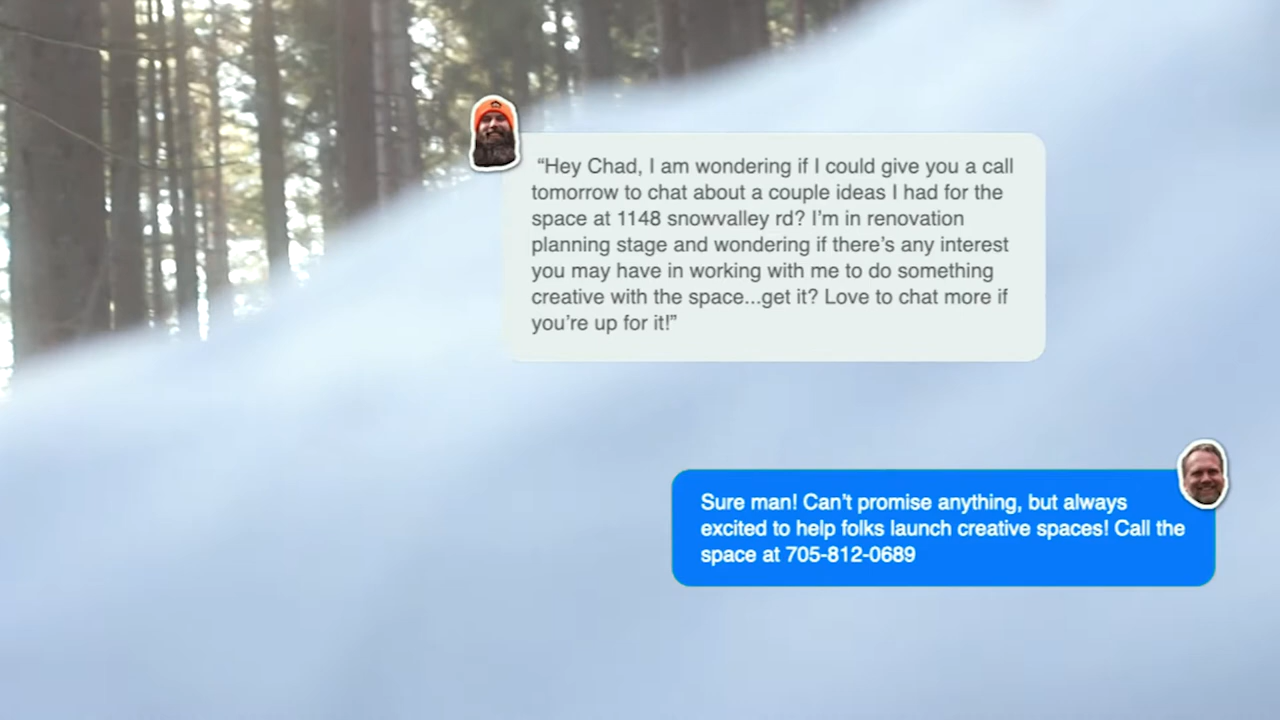 “Hey Chad, I am wondering if I could give you a call
tomorrow to chat about a couple ideas I had for the
space at 1148 snowvalley rd? I’m in renovation
planning stage and wondering if there’s any interest
you may have in working with me to do something
creative with the space...get it? Love to chat more if
you’re up for it!”
Sure man! Can’t promise anything, but always
excited to help folks launch creative spaces! Call the
space at 705-812-0689